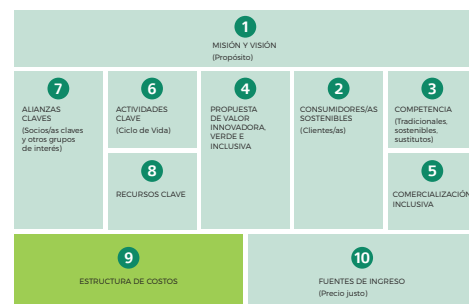 1
MISIÓN Y VISIÓN
(Propósito)
7
ALIANZAS
CLAVES
(Socios/as claves
y otros grupos
de interés)
6
ACTIVIDADES
CLAVE
(Ciclo de Vida)
8
RECURSOS CLAVE
4
PROPUESTA
DE VALOR
INNOVADORA,
VERDE E
INCLUSIVA
2
CONSUMIDORES/AS
SOSTENIBLES
(Clientes/as)
3
COMPETENCIA
(Tradicionales,
sostenibles,
sustitutos)
5
COMERCIALIZACIÓN
INCLUSIVA
9
ESTRUCTURA DE COSTOS
10
FUENTES DE INGRESO
(Precio justo)